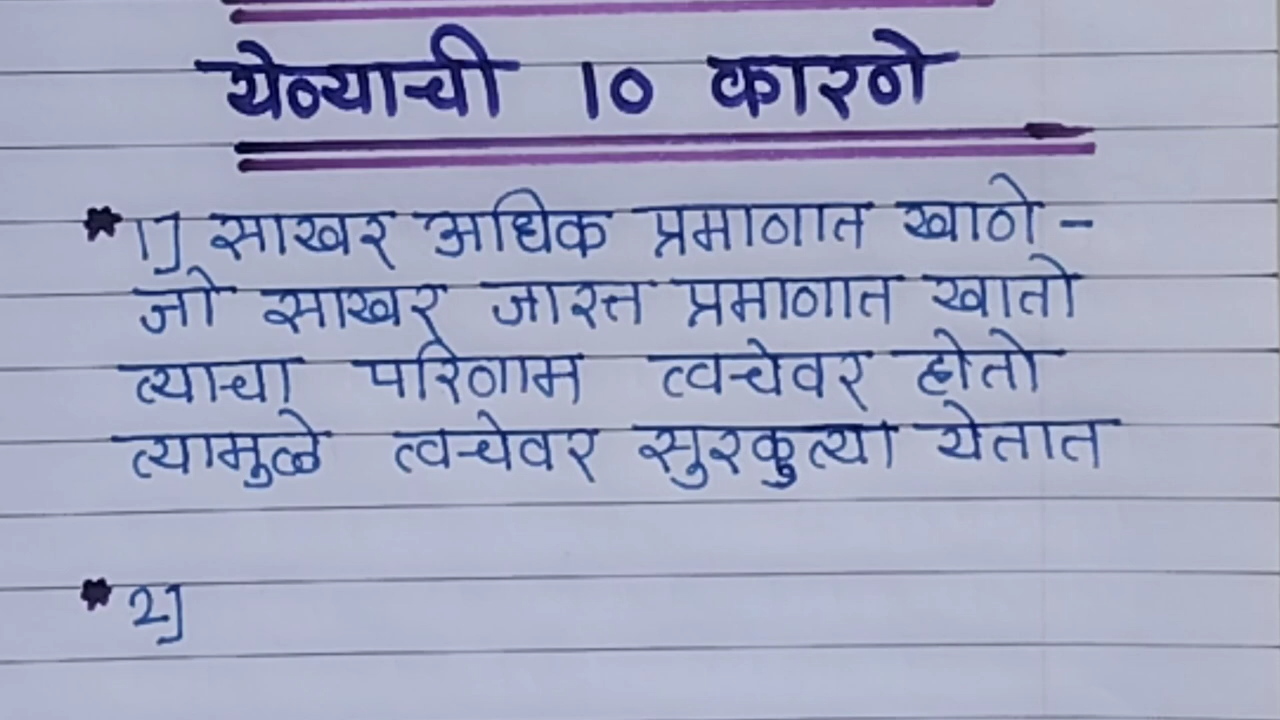 येण्याची 10 कारणे
*1] साखर अधिक प्रमाणात खाणे -
जो साखर जास्त प्रमाणात खातो
त्याचा परिणाम त्वचेवर होतो
त्यामुळे त्वचेवर सुरकुत्या येतात
*2]